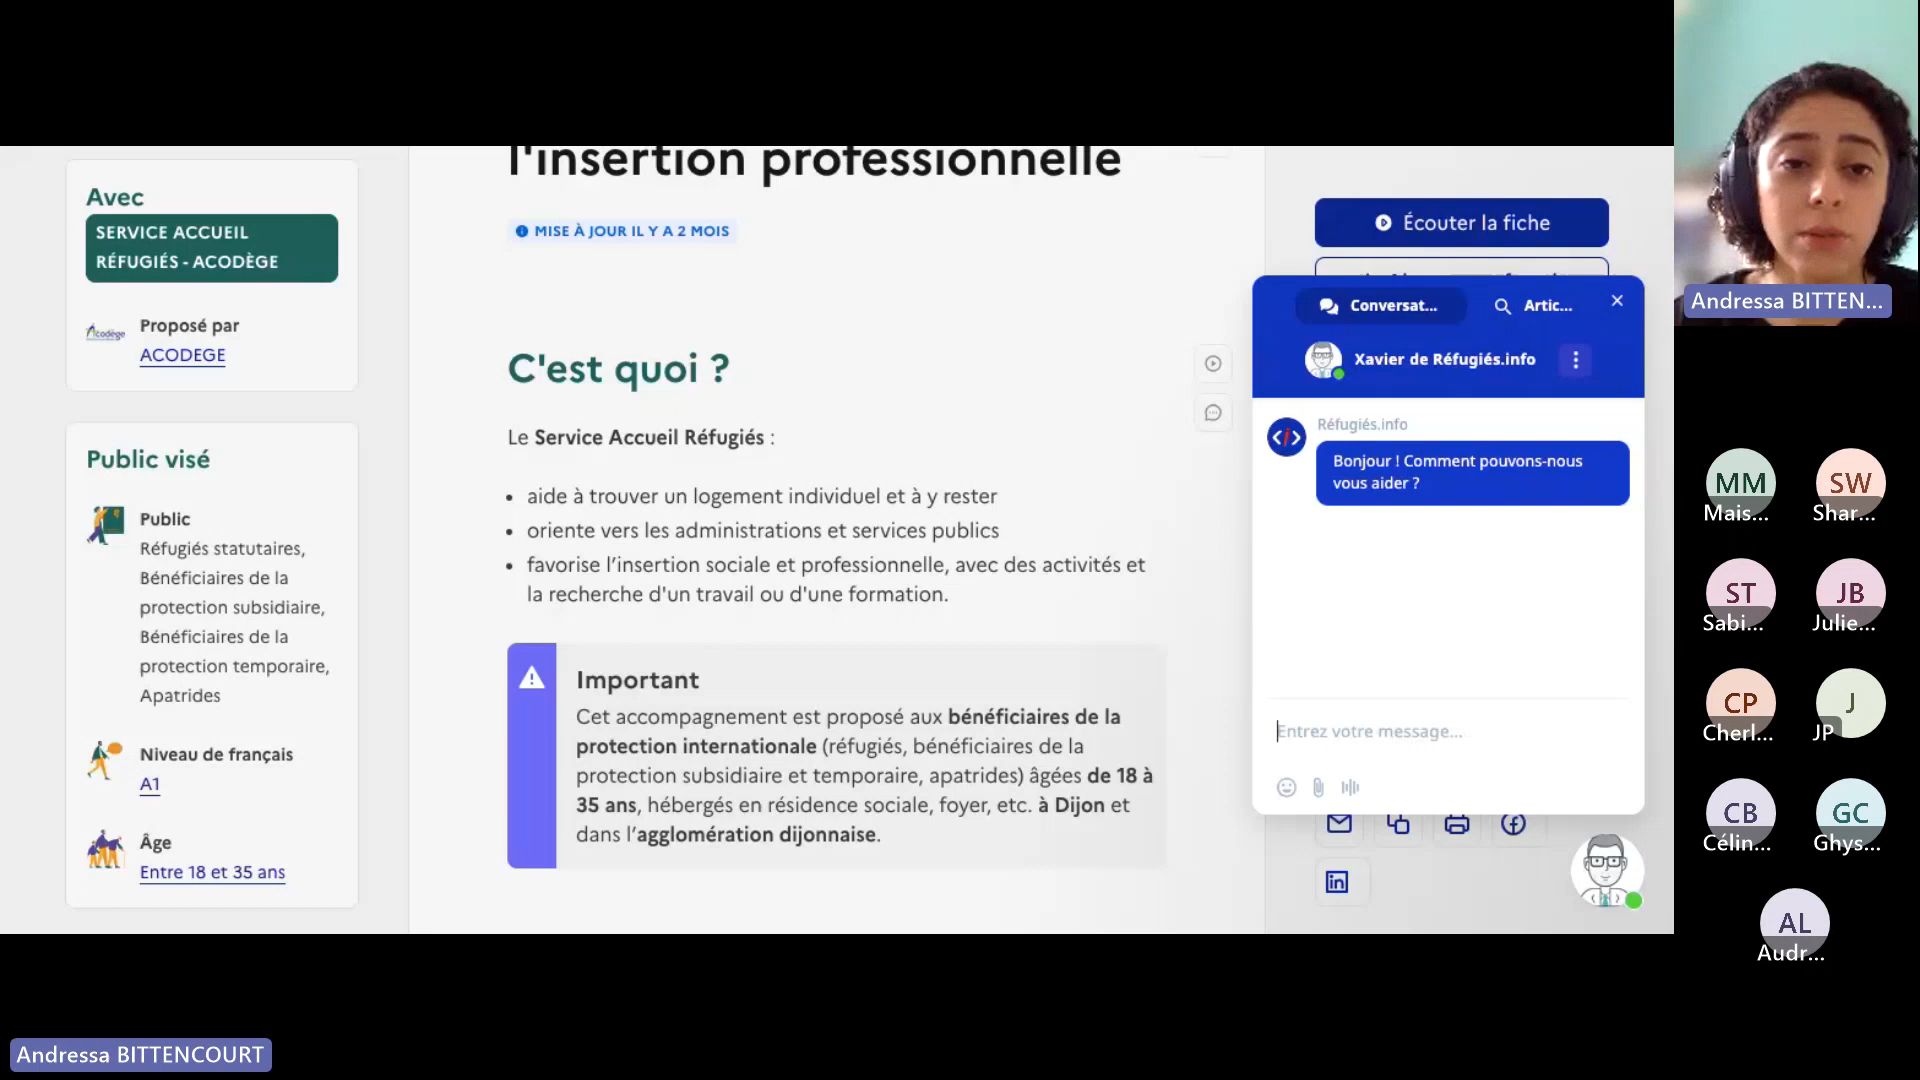 l'insertion professionnelle
MISE À JOUR IL Y A 2 MOIS
Avec
SERVICE ACCUEIL
RÉFUGIÉS - ACODÈGE
Acodège
Proposé par
ACODEGE
Public visé
Public
Réfugiés statutaires,
Bénéficiaires de la
protection subsidiaire,
Bénéficiaires de la
protection temporaire,
Apatrides
Niveau de français
A1
Âge
Entre 18 et 35 ans
C'est quoi ?
Le Service Accueil Réfugiés :
• aide à trouver un logement individuel et à y rester
• oriente vers les administrations et services publics
• favorise l'insertion sociale et professionnelle, avec des activités et
la recherche d'un travail ou d'une formation.
Important
Cet accompagnement est proposé aux bénéficiaires de la
protection internationale (réfugiés, bénéficiaires de la
protection subsidiaire et temporaire, apatrides) âgées de 18 à
35 ans, hébergés en résidence sociale, foyer, etc. à Dijon et
dans l'agglomération dijonnaise.
Écouter la fiche
Conversat...
Artic...
Xavier de Réfugiés.info
Réfugiés.info
Bonjour ! Comment pouvons-nous
vous aider ?
Entrez votre message...
Andressa BITTEN...
MM
Mais...
SW
Shar...
ST
Sabi...
JB
Julie...
CP
Cherl...
J
JP
CB
Célin...
GC
Ghys...
AL
Audr...
Andressa BITTENCOURT